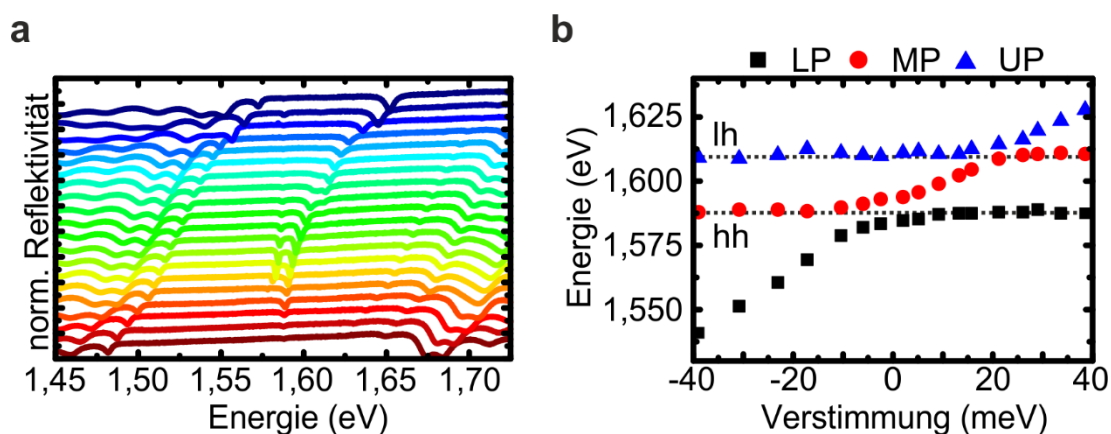 a
norm. Reflektivität
1,45 1,50 1,55 1,60 1,65 1,70
Energie (eV)
b
LP MP UP
Energie (eV)
1,625
1,600
1,575
1,550
lh
hh
-40 -20 0 20 40
Verstimmung (meV)